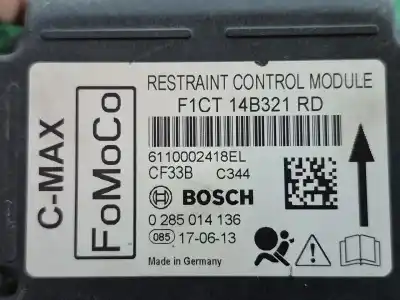 C-MAX
FoMoCo
RESTRAINT CONTROL MODULE
F1CT 14B321 RD
6110002418EL
CF33B C344
BOSCH
0 285 014 136
085 17-06-13
Made in Germany